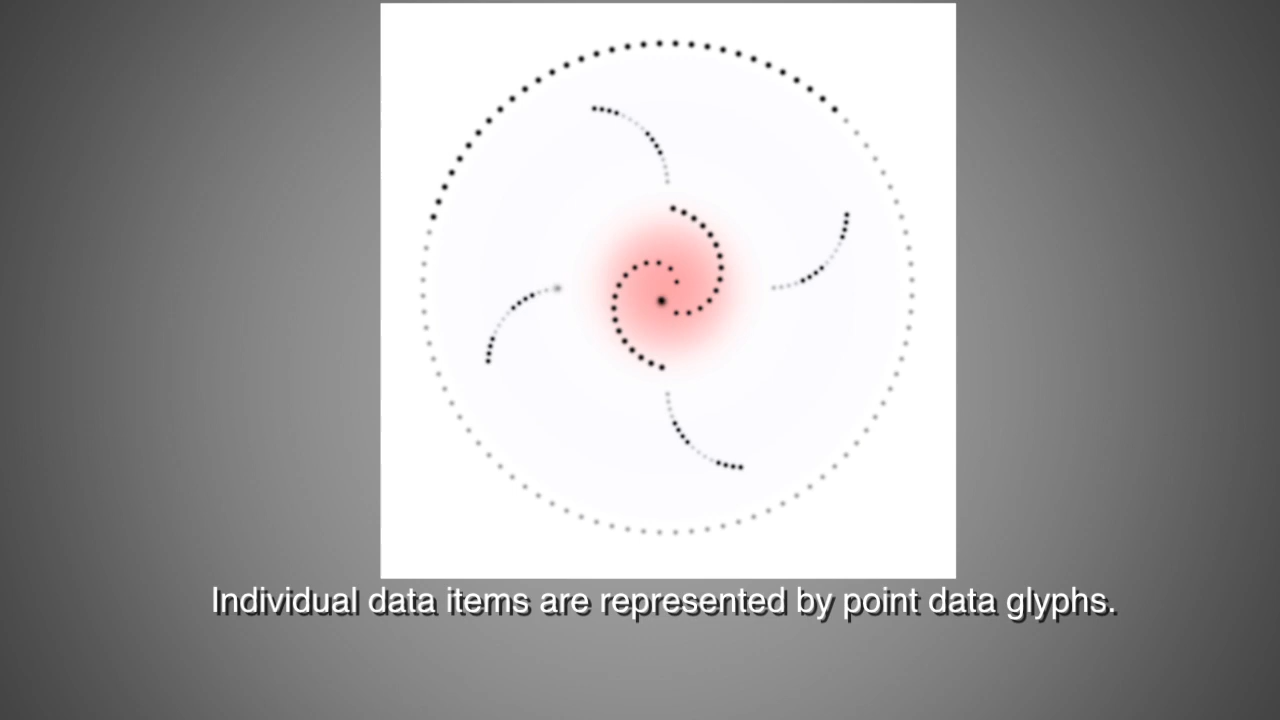 Individual data items are represented by point data glyphs.